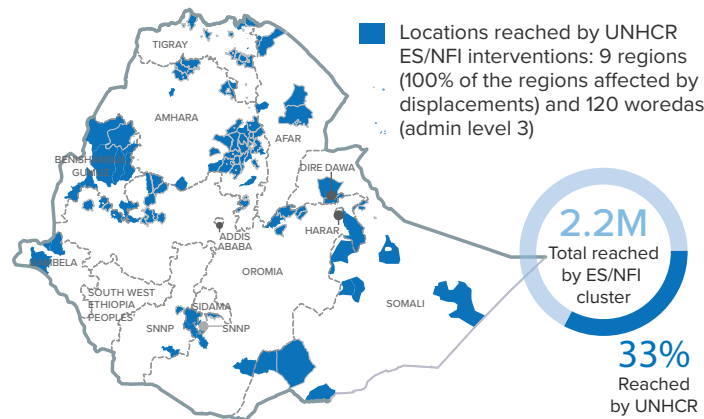 Locations reached by UNHCR
ES/NFI interventions: 9 regions
(100% of the regions affected by
displacements) and 120 woredas
(admin level 3)
TIGRAY
AMHARA
AFAR
BENISHANGUL
GUMUZ
DIRE DAWA
HARAR
ADDIS
ABABA
OROMIA
GAMBELA
SOUTH WEST
ETHIOPIA
PEOPLES'
SIDAMA
SNNP
SNNP
SOMALI
2.2M
Total reached
by ES/NFI
cluster
33%
Reached
by UNHCR